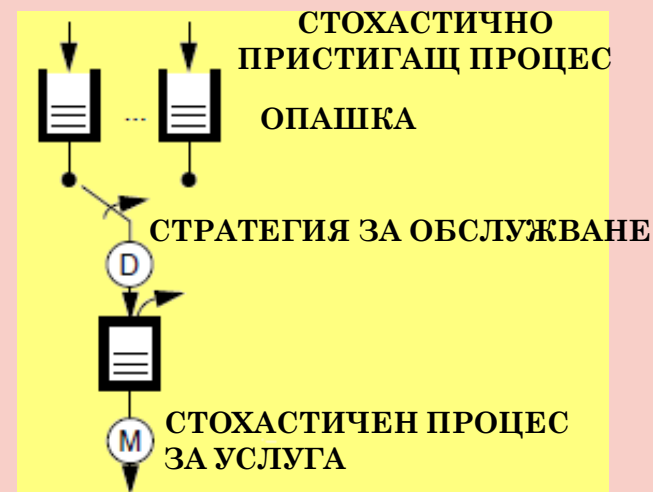 СТОХАСТИЧНО
ПРИСТИГАЩ ПРОЦЕС
...
ОПАШКА
СТРАТЕГИЯ ЗА ОБСЛУЖВАНЕ
D
СТОХАСТИЧЕН ПРОЦЕС
M
ЗА УСЛУГА